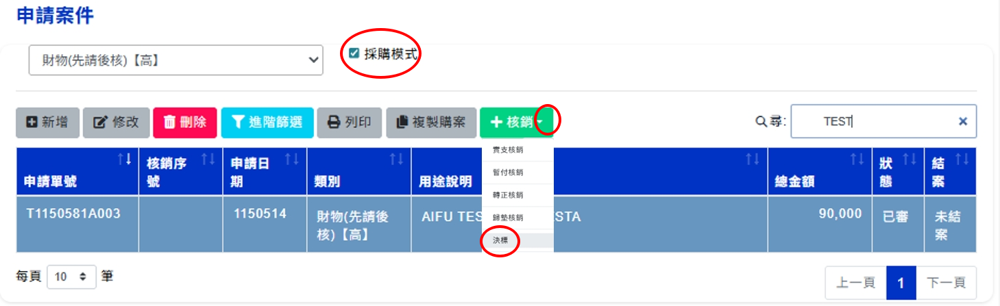 申請案件
財物(先請後核)【高】
採購模式
新增 修改 刪除 進階篩選 列印 複製購案 核銷 尋: TEST
實支核銷
暫付核銷
轉正核銷
歸墊核銷
決標
申請單號 核銷序號 申請日期 類別 用途說明 總金額 狀態 結案
T1150581A003 1150514 財物(先請後核)【高】 AIFU TES STA 90,000 已審 未結案
每頁 10 筆
上一頁 1 下一頁